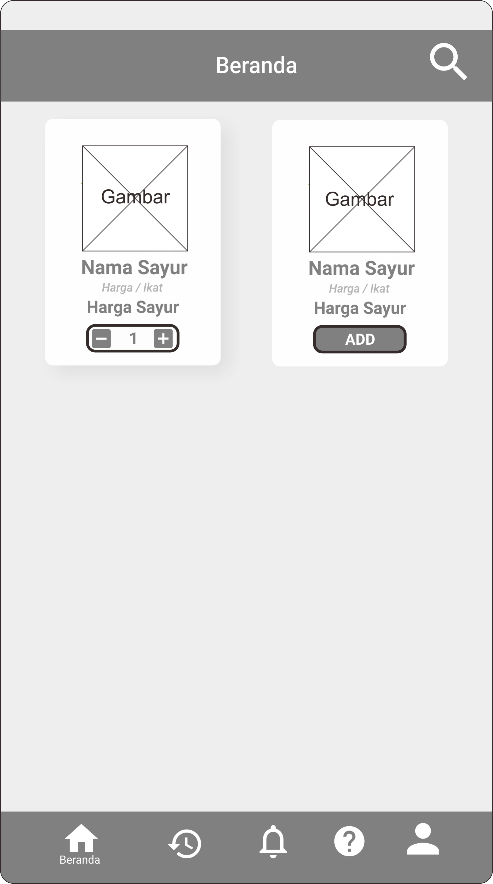 Beranda
Gambar
Nama Sayur
Harga / Ikat
Harga Sayur
1
Gambar
Nama Sayur
Harga / Ikat
Harga Sayur
ADD
Beranda